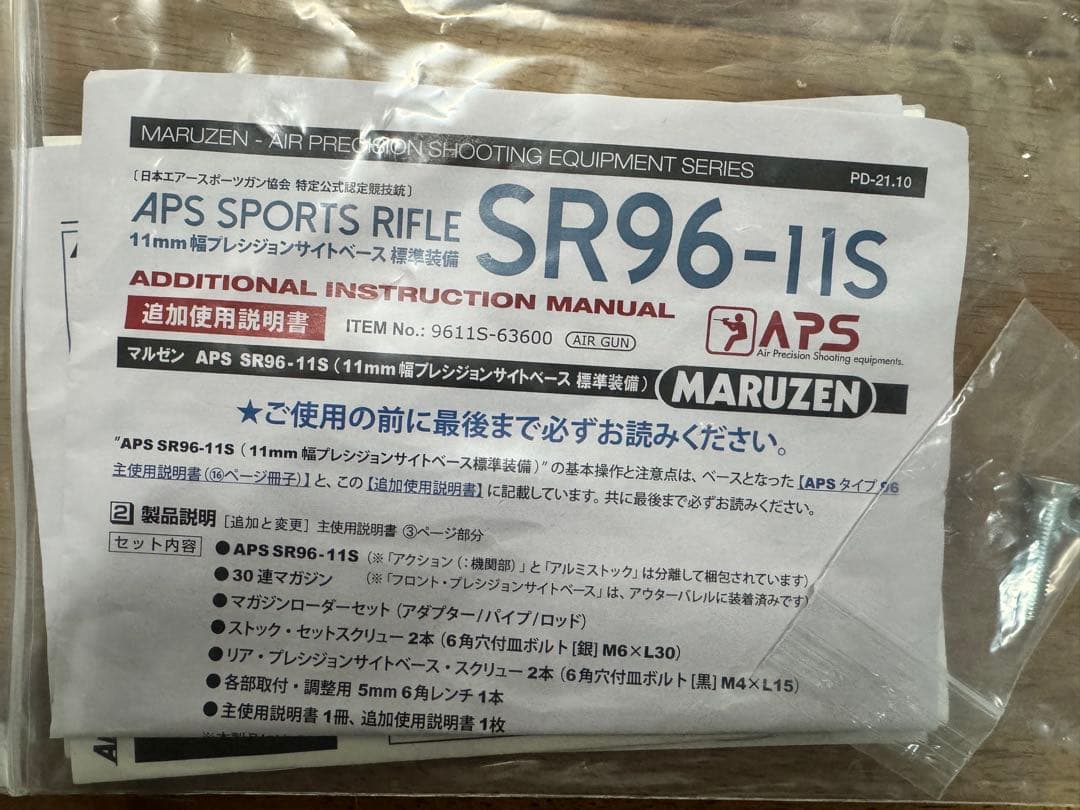 MARUZEN - AIR PRECISION SHOOTING EQUIPMENT SERIES
PD-21.10
〔日本エアースポーツガン協会 特定公式認定競技銃〕
APS SPORTS RIFLE SR96-11S
11mm幅プレシジョンサイトベース 標準装備
ADDITIONAL INSTRUCTION MANUAL
追加使用説明書 ITEM No.: 9611S-63600 AIR GUN
APS
Air Precision Shooting equipments.
マルゼン APS SR96-11S（11mm幅プレシジョンサイトベース 標準装備）
MARUZEN
★ご使用の前に最後まで必ずお読みください。
"APS SR96-11S（11mm幅プレシジョンサイトベース標準装備）"の基本操作と注意点は、ベースとなった【APSタイプ96
主使用説明書(⑯ページ冊子)】と、この【追加使用説明書】に記載しています。共に最後まで必ずお読みください。
2 製品説明［追加と変更］主使用説明書 ③ページ部分
セット内容
●APS SR96-11S（※「アクション（：機関部）」と「アルミストック」は分離して梱包されています）
●30連マガジン （※「フロント・プレシジョンサイトベース」は、アウターバレルに装着済みです）
●マガジンローダーセット（アダプター/パイプ/ロッド）
●ストック・セットスクリュー 2本（6角穴付皿ボルト[銀] M6×L30）
●リア・プレシジョンサイトベース・スクリュー 2本（6角穴付皿ボルト[黒] M4×L15）
●各部取付・調整用 5mm 6角レンチ 1本
●主使用説明書 1冊、追加使用説明書 1枚